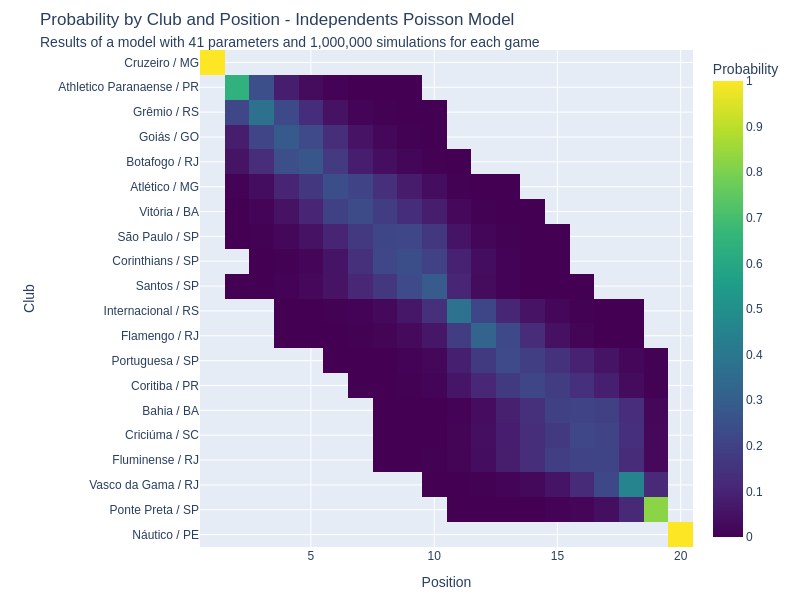 Probability by Club and Position - Independents Poisson Model
Results of a model with 41 parameters and 1,000,000 simulations for each game
Probability
Club
Cruzeiro / MG
Athletico Paranaense / PR
Grêmio / RS
Goiás / GO
Botafogo / RJ
Atlético / MG
Vitória / BA
São Paulo / SP
Corinthians / SP
Santos / SP
Internacional / RS
Flamengo / RJ
Portuguesa / SP
Coritiba / PR
Bahia / BA
Criciúma / SC
Fluminense / RJ
Vasco da Gama / RJ
Ponte Preta / SP
Náutico / PE
1
0.9
0.8
0.7
0.6
0.5
0.4
0.3
0.2
0.1
0
5 10 15 20
Position